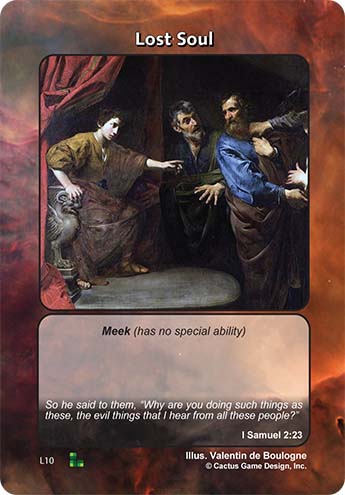 Lost Soul
Meek (has no special ability)
So he said to them, “Why are you doing such things as
these, the evil things that I hear from all these people?”
I Samuel 2:23
Illus. Valentin de Boulogne
L10
© Cactus Game Design, Inc.